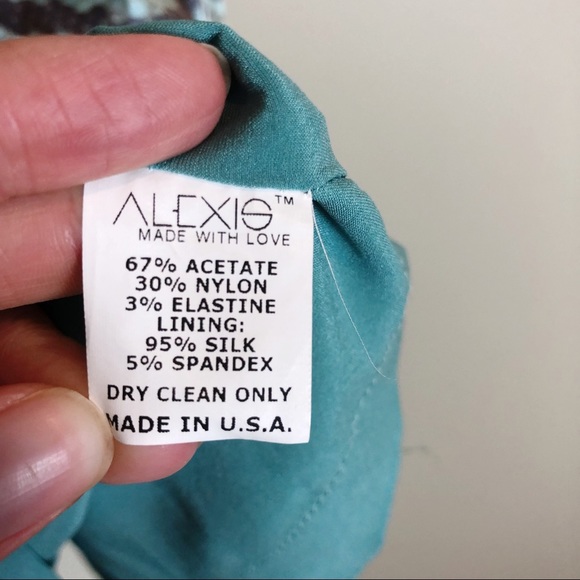 ALEXIS™
MADE WITH LOVE
67% ACETATE
30% NYLON
3% ELASTINE
LINING:
95% SILK
5% SPANDEX
DRY CLEAN ONLY
MADE IN U.S.A.